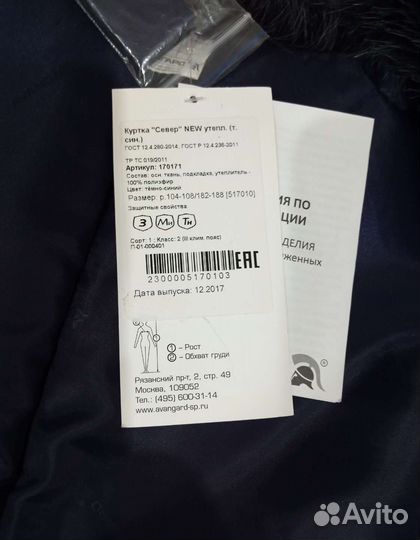 Куртка "Север" NEW утепл. (т.
син.)
ГОСТ 12.4.280-2014, ГОСТ Р 12.4.236-2011
ТР ТС 019/2011
Артикул: 170171
Состав: осн. ткань, подкладка, утеплитель -
100% полиэфир
Цвет: тёмно-синий
Размер: р.104-108/182-188 [517010]
Защитные свойства
З Ми Тн
Сорт: 1 ; Класс: 2 (III клим. пояс)
П-01-000401
EAC
2300005170103
Дата выпуска: 12.2017
1 – Рост
2 – Обхват груди
Рязанский пр-т, 2, стр. 49
Москва, 109052
Тел.: (495) 600-31-14
www.avangard-sp.ru
ИЯ ПО
ЦИИ
ДЕЛИЯ
женных
Avito